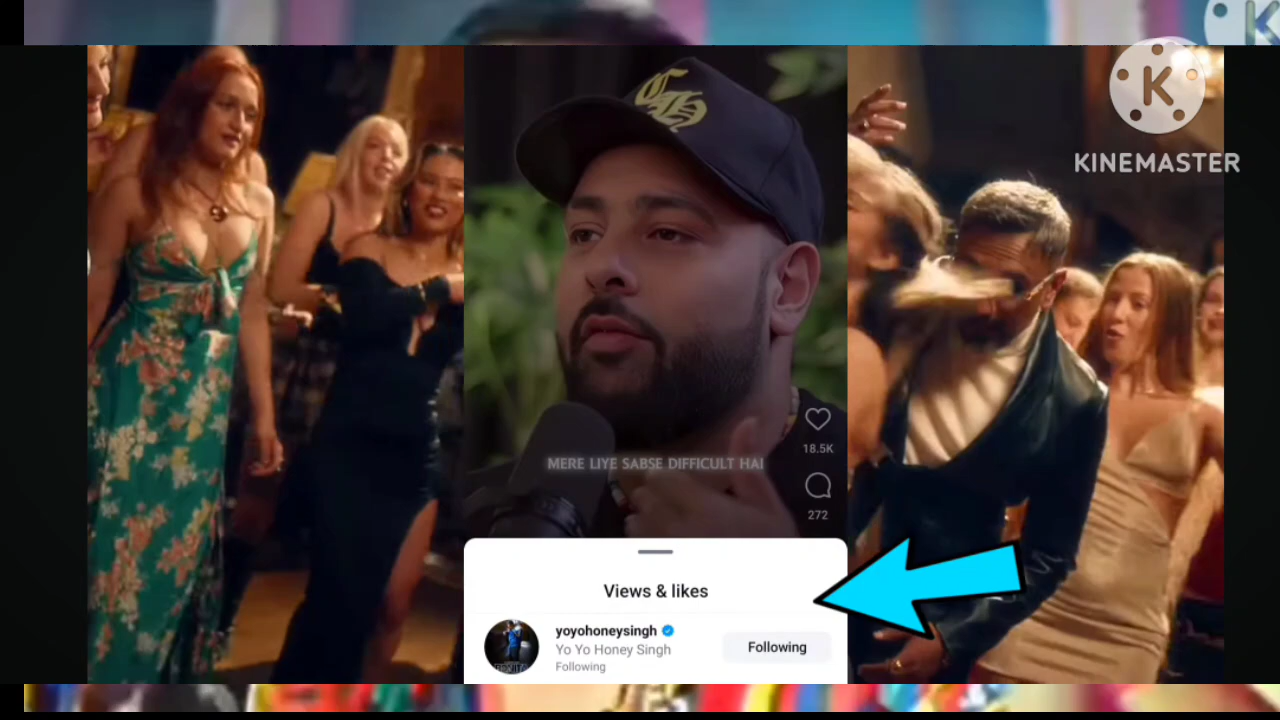 KINEMASTER
18.5K
MERE LIYE SABSE DIFFICULT HAI
272
Views & likes
yoyohoneysingh
Yo Yo Honey Singh
Following
Following